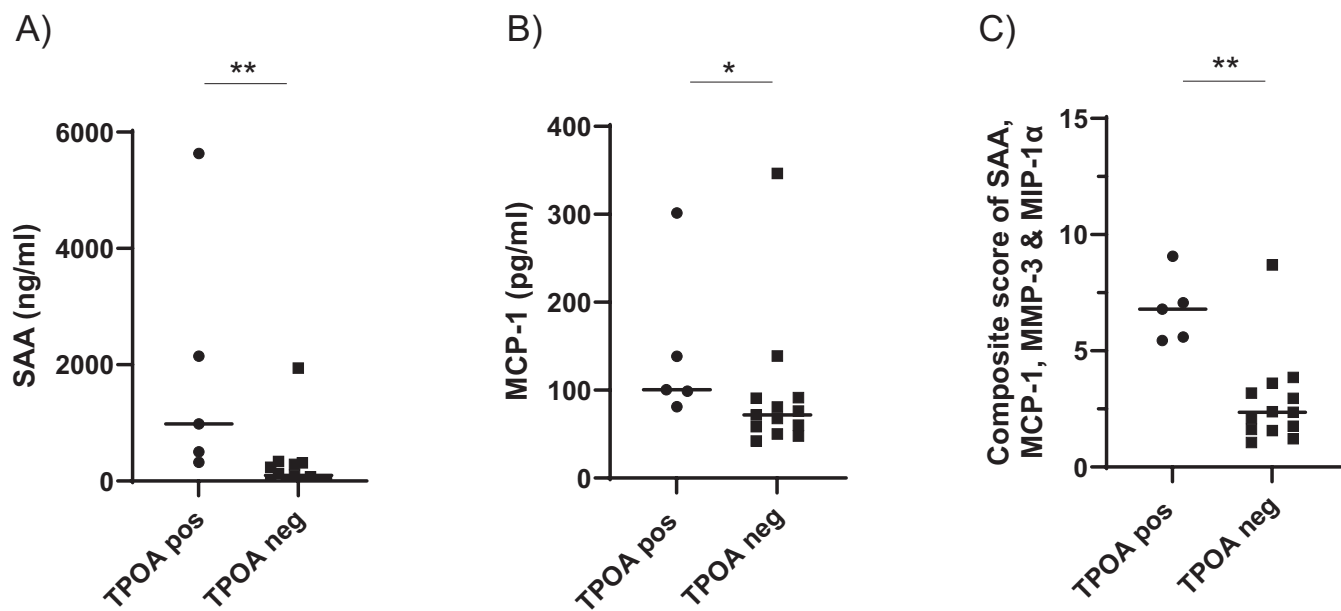 A)
**
SAA (ng/ml)
6000
4000
2000
0
TPOA pos
TPOA neg
B)
*
MCP-1 (pg/ml)
400
300
200
100
0
TPOA pos
TPOA neg
C)
**
Composite score of SAA,
MCP-1, MMP-3 & MIP-1α
15
10
5
0
TPOA pos
TPOA neg